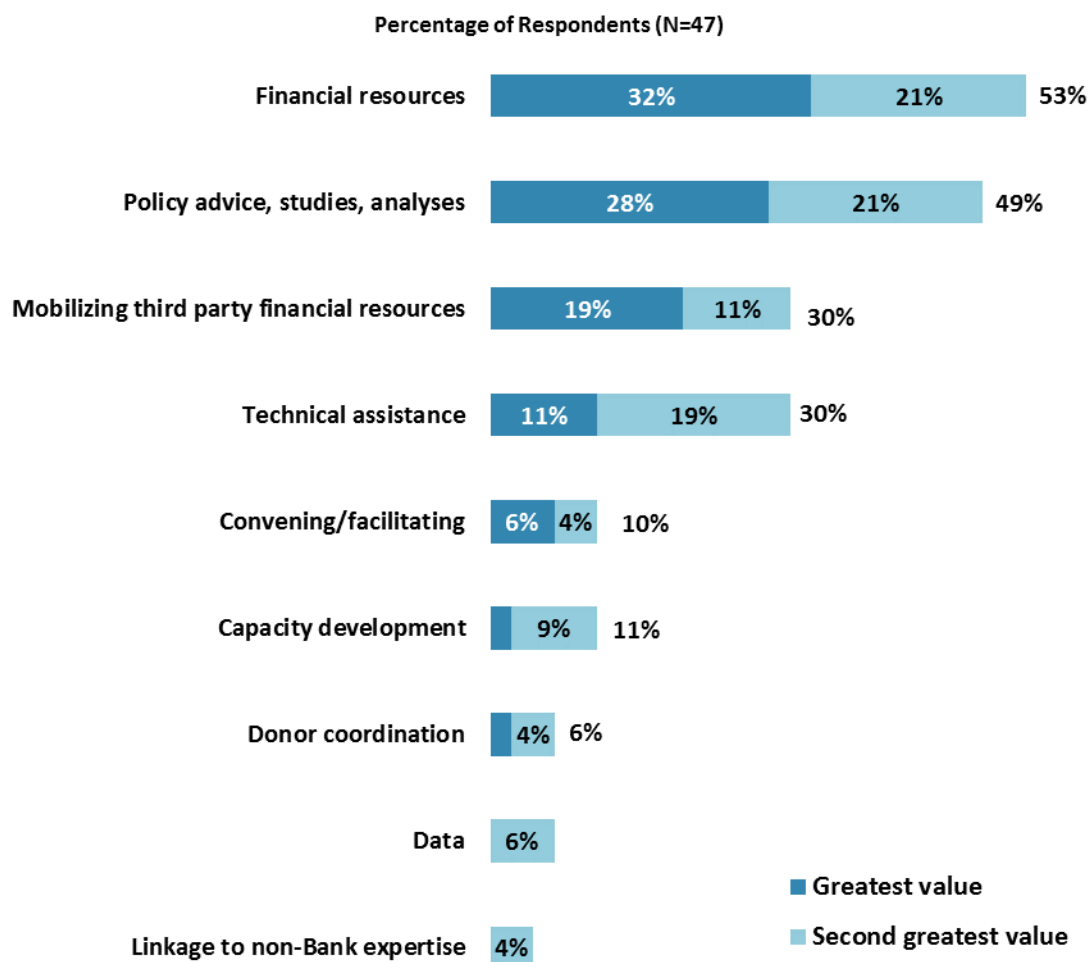 Percentage of Respondents (N=47)
Financial resources 32% 21% 53%
Policy advice, studies, analyses 28% 21% 49%
Mobilizing third party financial resources 19% 11% 30%
Technical assistance 11% 19% 30%
Convening/facilitating 6% 4% 10%
Capacity development 9% 11%
Donor coordination 4% 6%
Data 6%
Greatest value
Second greatest value
Linkage to non-Bank expertise 4%